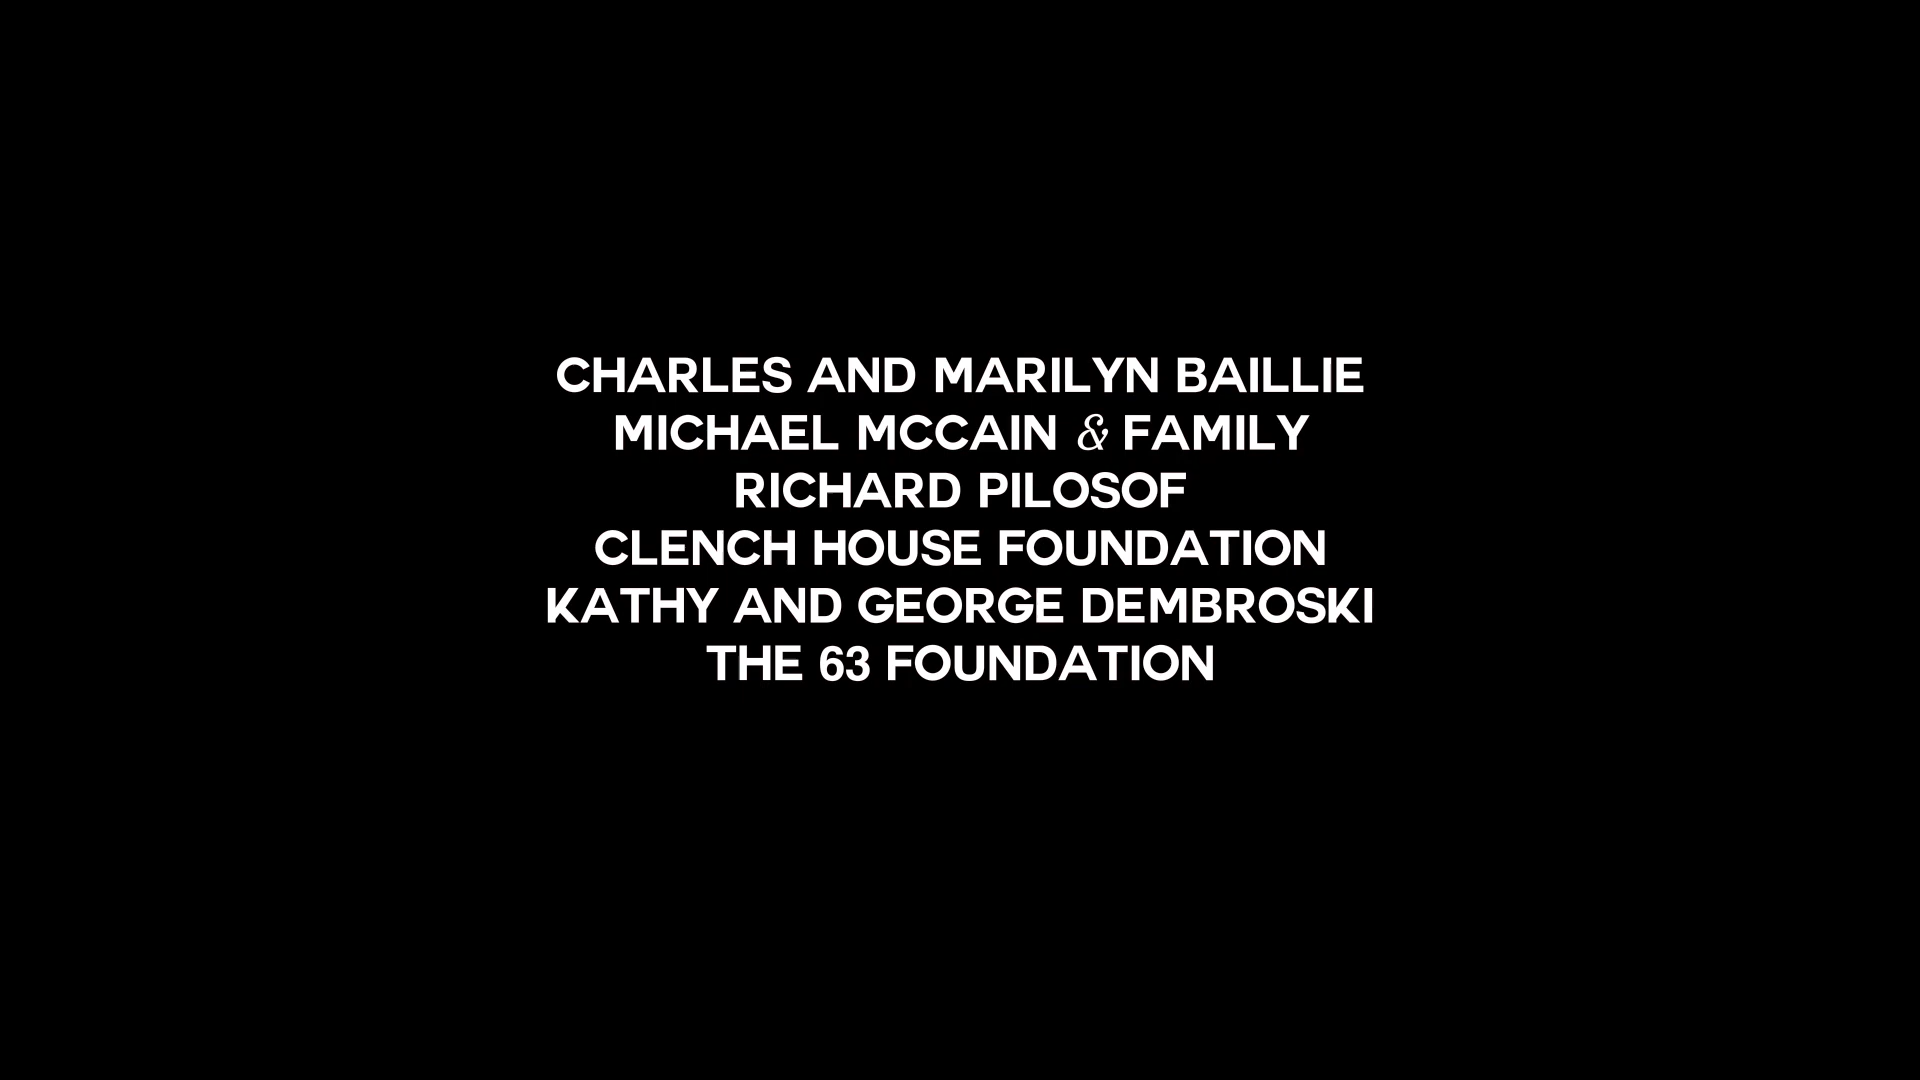 CHARLES AND MARILYN BAILLIE
MICHAEL MCCAIN & FAMILY
RICHARD PILOSOF
CLENCH HOUSE FOUNDATION
KATHY AND GEORGE DEMBROSKI
THE 63 FOUNDATION